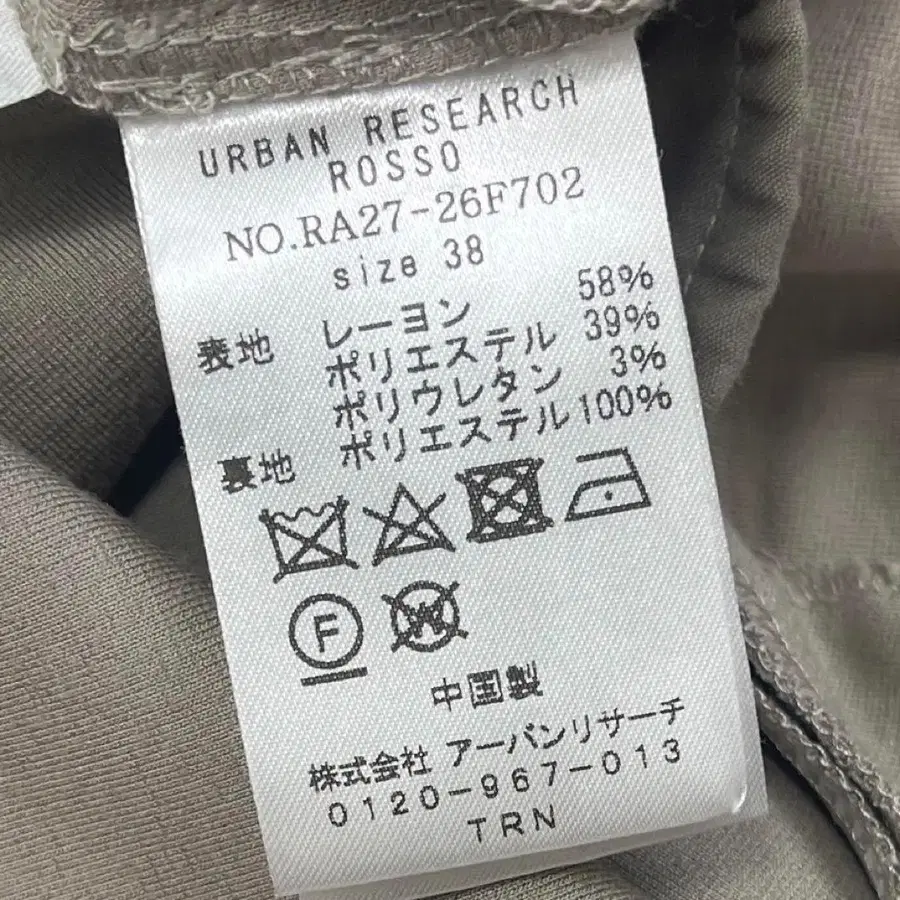 URBAN RESEARCH
ROSSO
NO.RA27-26F702
size 38
表地 レーヨン 58%
ポリエステル 39%
ポリウレタン 3%
裏地 ポリエステル 100%
F W
中国製
株式会社 アーバンリサーチ
0120-967-013
TRN